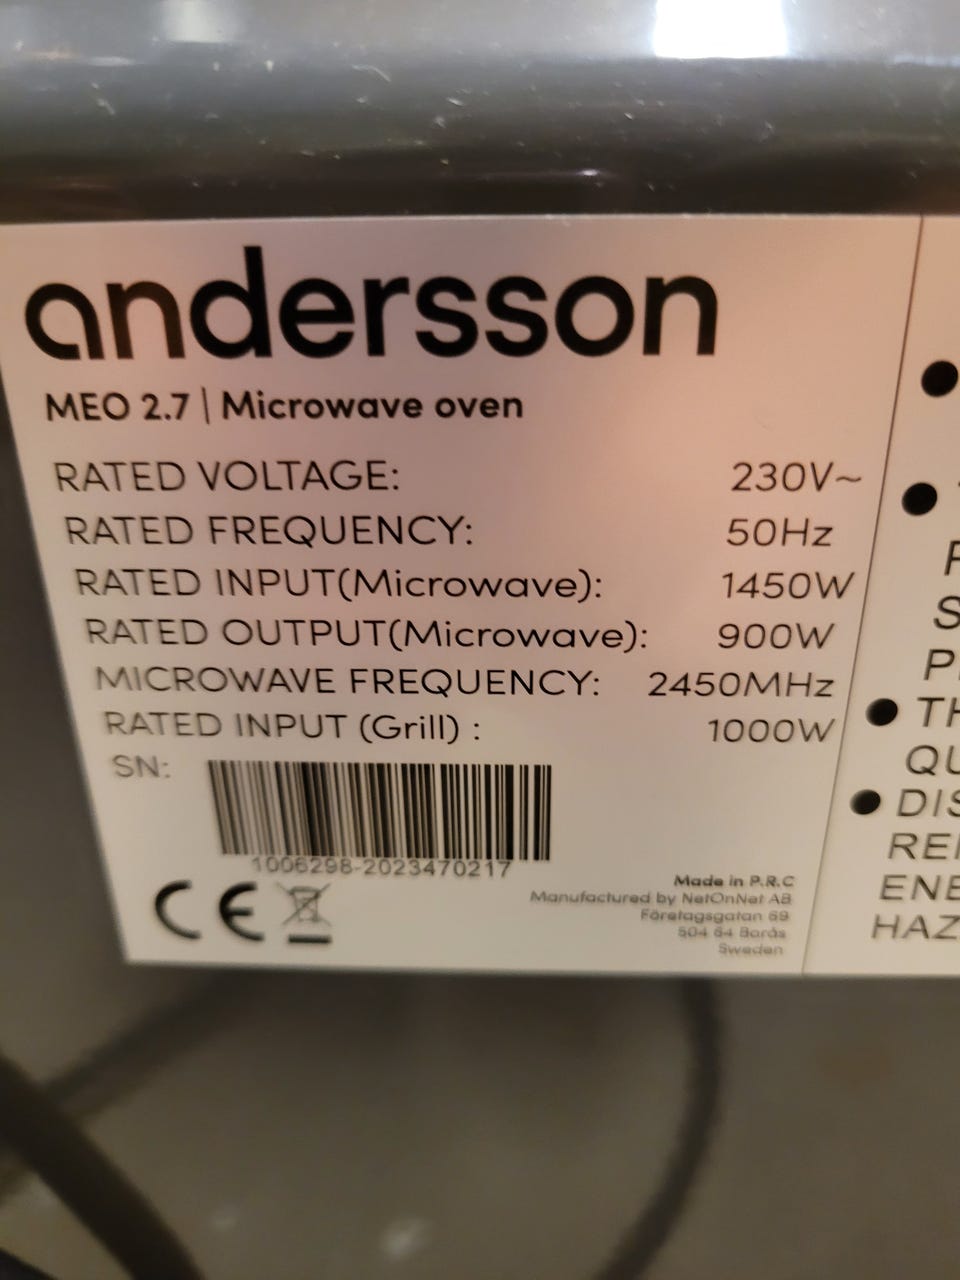 andersson
MEO 2.7 | Microwave oven
RATED VOLTAGE: 230V~
RATED FREQUENCY: 50Hz
RATED INPUT(Microwave): 1450W
RATED OUTPUT(Microwave): 900W
MICROWAVE FREQUENCY: 2450MHz
RATED INPUT (Grill) : 1000W
SN:
1006298-2023470217
CE
Made in P.R.C
Manufactured by NetOnNet AB
Företagsgatan 69
504 64 Borås
Sweden
TH
QU
● DIS
RE
ENE
HAZ